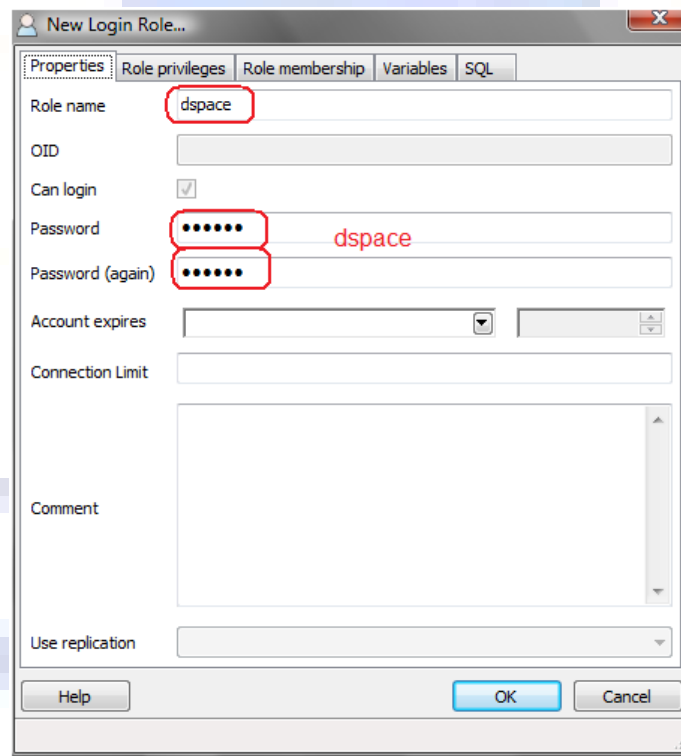 New Login Role...
Properties Role privileges Role membership Variables SQL
Role name dspace
OID
Can login
Password •••••• dspace
Password (again) ••••••
Account expires
Connection Limit
Comment
Use replication
Help OK Cancel